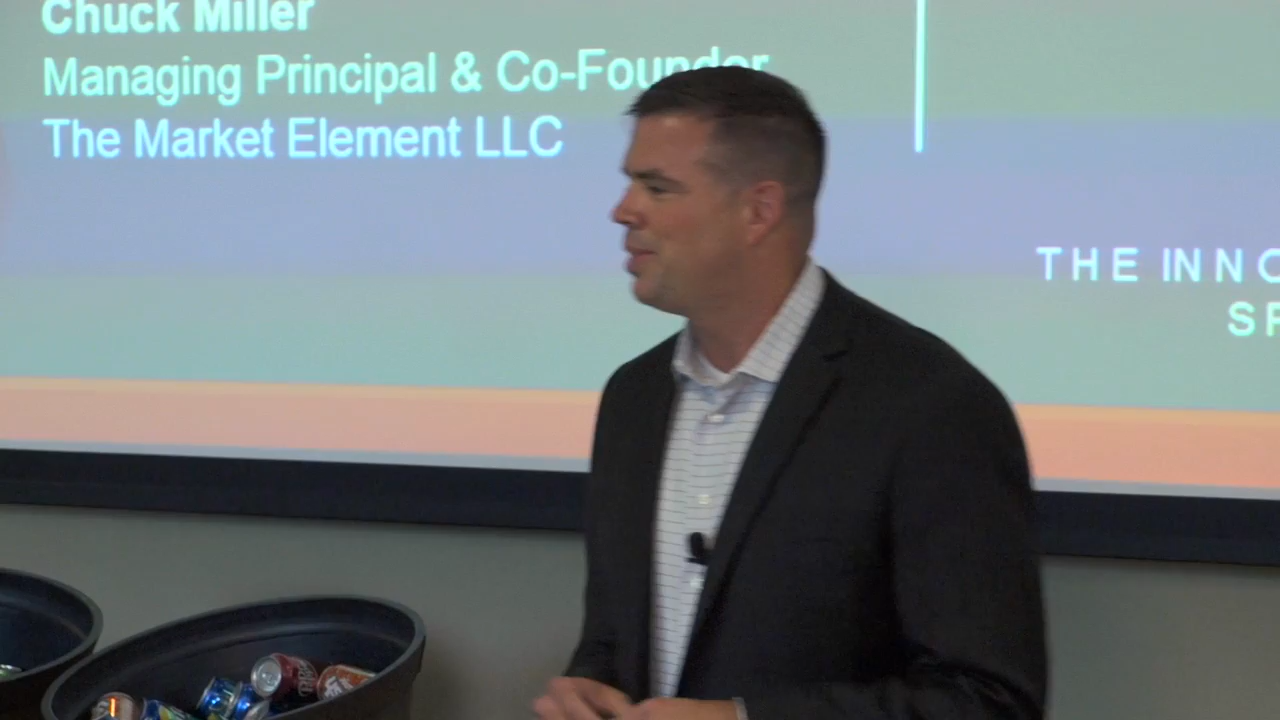 Chuck Miller
Managing Principal & Co-Founder
The Market Element LLC
THE INNO
SP